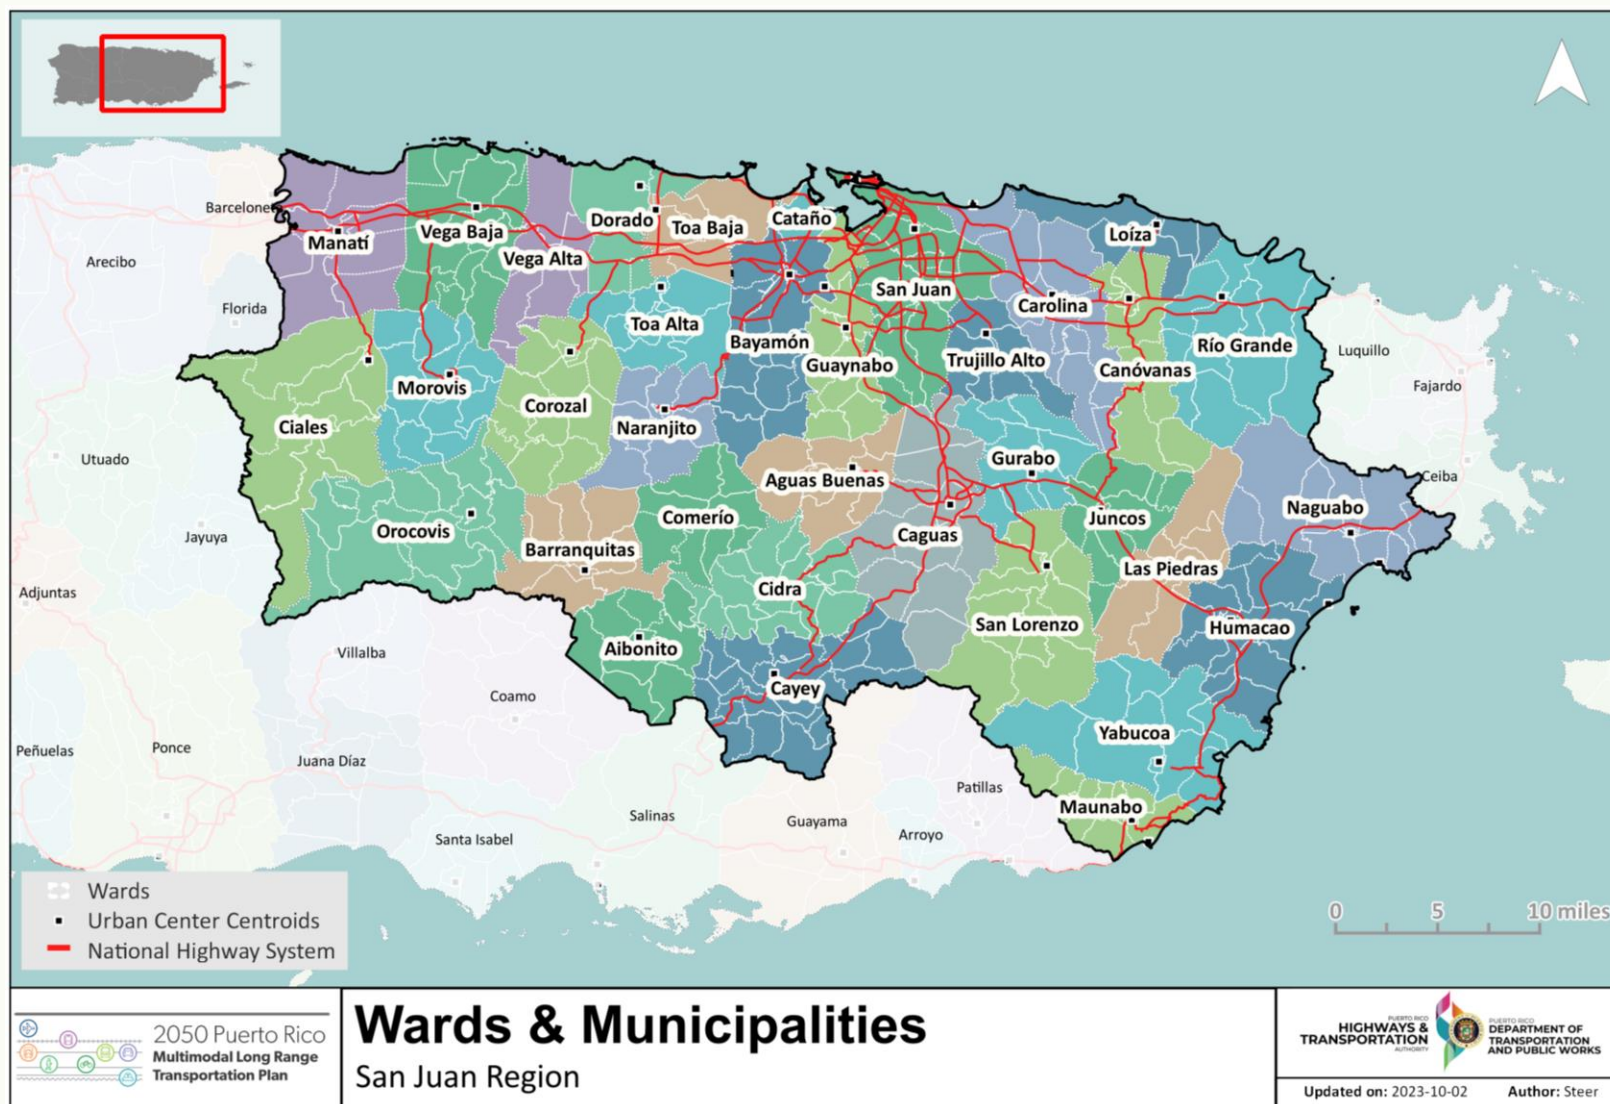 Barceloneta
Manatí
Vega Baja
Vega Alta
Dorado
Toa Baja
Cataño
Loíza
Arecibo
Florida
Toa Alta
Bayamón
San Juan
Guaynabo
Carolina
Trujillo Alto
Canóvanas
Río Grande
Luquillo
Fajardo
Ciales
Morovis
Corozal
Naranjito
Utuado
Aguas Buenas
Gurabo
Ceiba
Jayuya
Orocovis
Comerío
Barranquitas
Caguas
Juncos
Naguabo
Las Piedras
Adjuntas
Cidra
San Lorenzo
Humacao
Villalba
Aibonito
Coamo
Cayey
Yabucoa
Peñuelas
Ponce
Juana Díaz
Patillas
Maunabo
Salinas
Guayama
Arroyo
Santa Isabel
Wards
Urban Center Centroids
National Highway System
0 5 10 miles
2050 Puerto Rico
Multimodal Long Range
Transportation Plan
Wards & Municipalities
San Juan Region
PUERTO RICO
HIGHWAYS &
TRANSPORTATION
AUTHORITY
PUERTO RICO
DEPARTMENT OF
TRANSPORTATION
AND PUBLIC WORKS
Updated on: 2023-10-02 Author: Steer